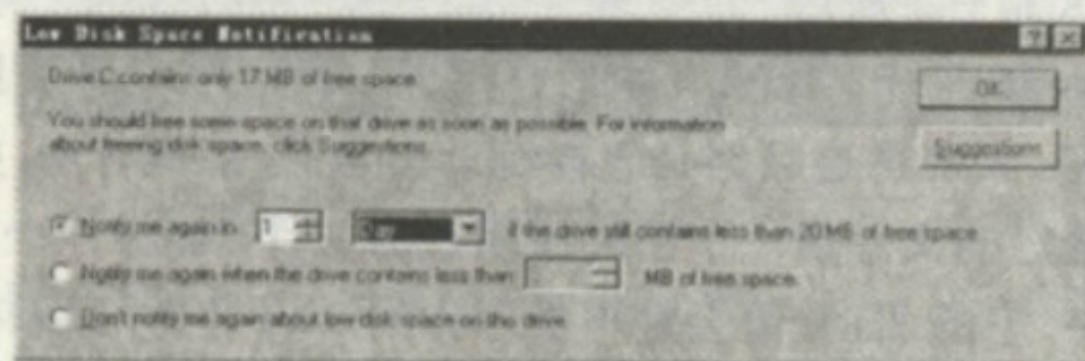 Low Disk Space Notification
Drive C contains only 17 MB of free space.
OK
You should free some space on that drive as soon as possible. For information
about freeing disk space, click Suggestions.
Suggestions
Notify me again in 1 Day if the drive still contains less than 20 MB of free space
Notify me again when the drive contains less than MB of free space.
Don't notify me again about low disk space on this drive